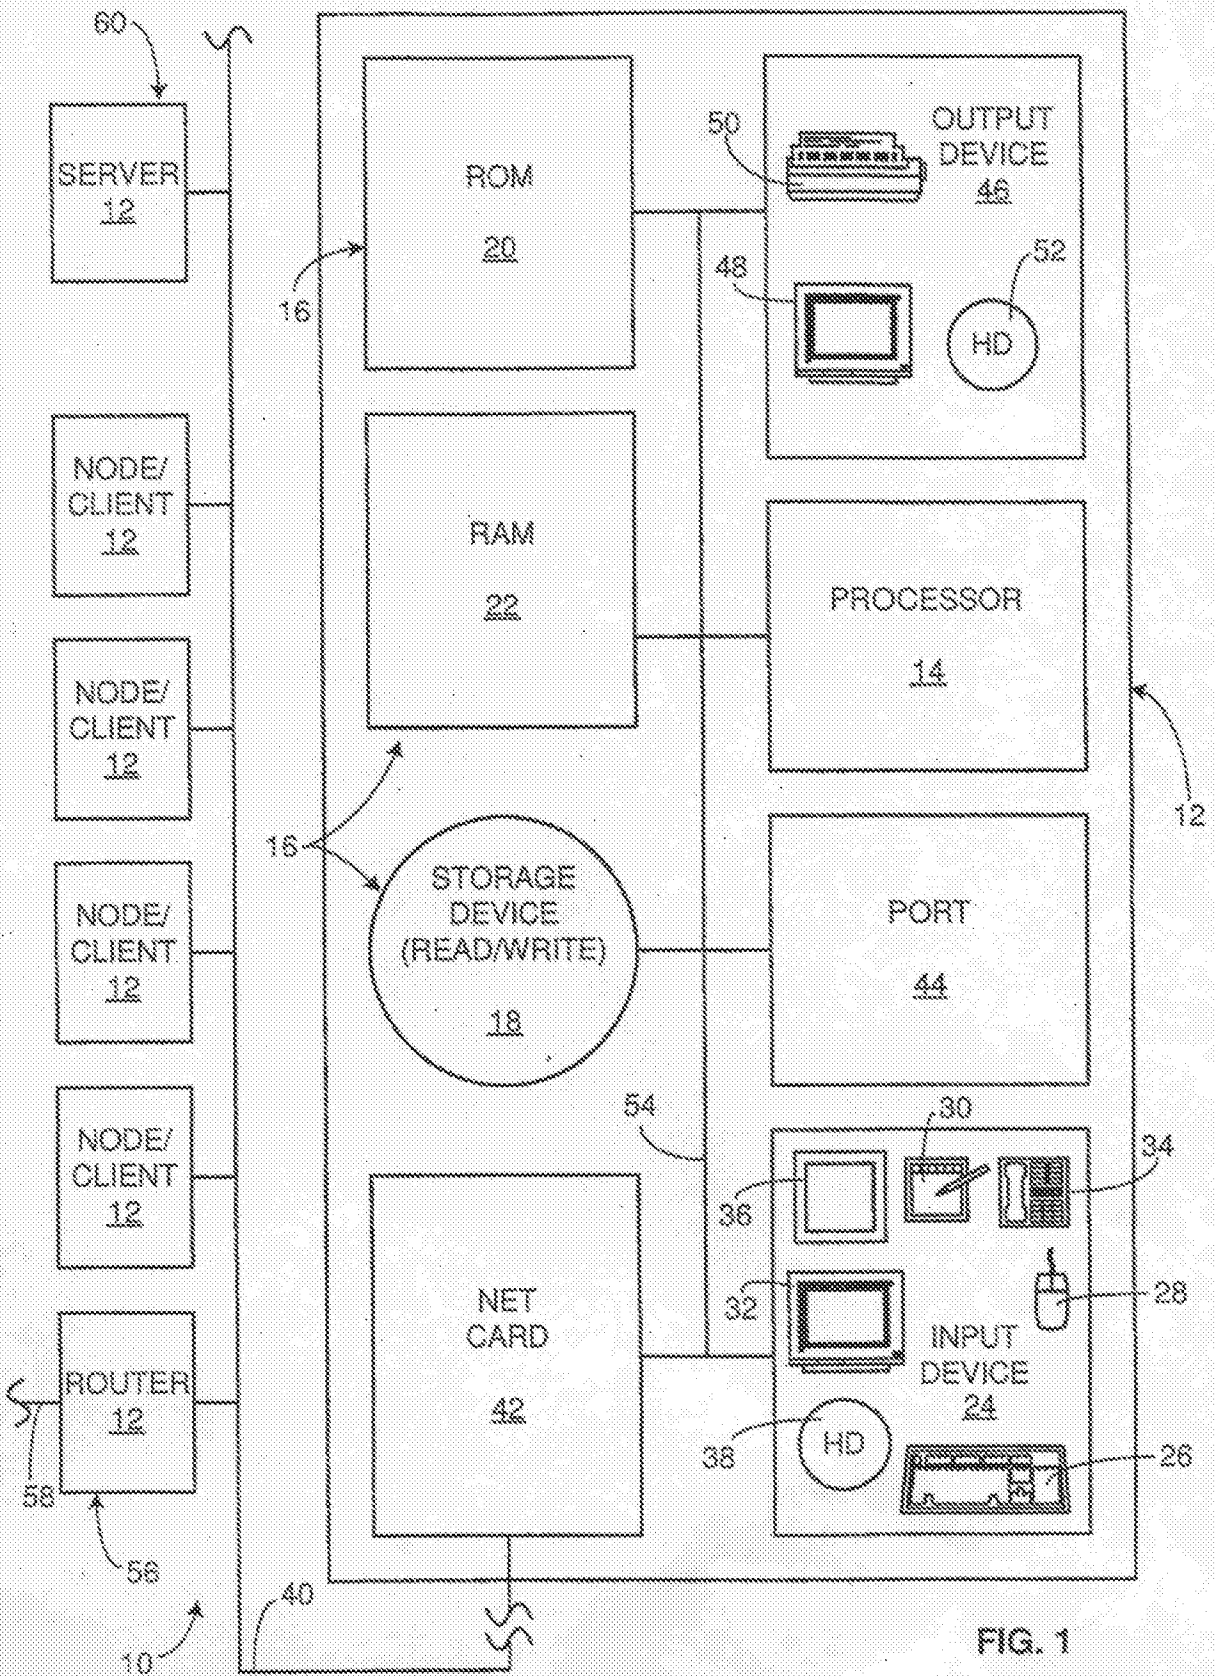 60
SERVER
12
NODE/
CLIENT
12
NODE/
CLIENT
12
NODE/
CLIENT
12
NODE/
CLIENT
12
ROUTER
12
58
56
10
40
ROM
20
16
RAM
22
16
STORAGE
DEVICE
(READ/WRITE)
18
54
NET
CARD
42
50
OUTPUT
DEVICE
46
48
52
HD
PROCESSOR
14
12
PORT
44
30
34
36
32
28
INPUT
DEVICE
24
38
HD
26
FIG. 1